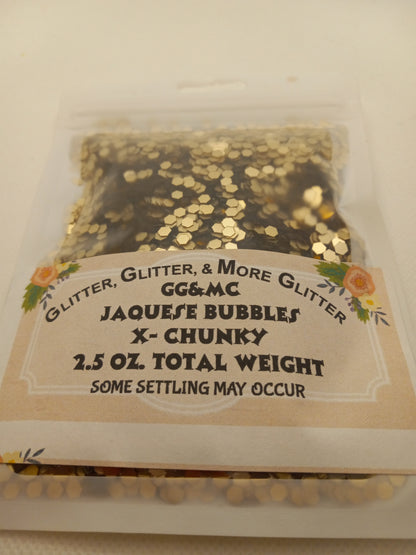 Glitter, Glitter, & More Glitter
GG&MC
JAQUESE BUBBLES
X- CHUNKY
2.5 OZ. TOTAL WEIGHT
SOME SETTLING MAY OCCUR